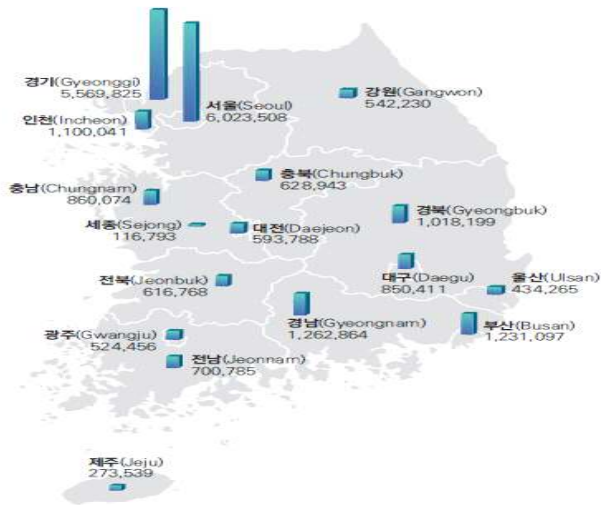 경기(Gyeonggi)
5,569,825
서울(Seoul)
6,023,508
강원(Gangwon)
542,230
인천(Incheon)
1,100,041
충북(Chungbuk)
628,943
충남(Chungnam)
860,074
경북(Gyeongbuk)
1,018,199
세종(Sejong)
116,793
대전(Daejeon)
593,788
대구(Daegu)
850,411
울산(Ulsan)
434,265
전북(Jeonbuk)
616,768
경남(Gyeongnam)
1,262,864
부산(Busan)
1,231,097
광주(Gwangju)
524,456
전남(Jeonnam)
700,785
제주(Jeju)
273,539